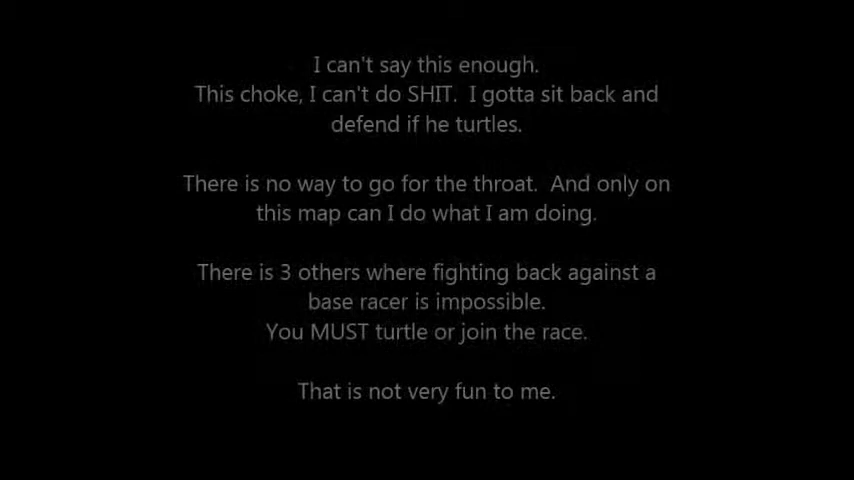 I can't say this enough.
This choke, I can't do SHIT.  I gotta sit back and
defend if he turtles.
There is no way to go for the throat.  And only on
this map can I do what I am doing.
There is 3 others where fighting back against a
base racer is impossible.
You MUST turtle or join the race.
That is not very fun to me.